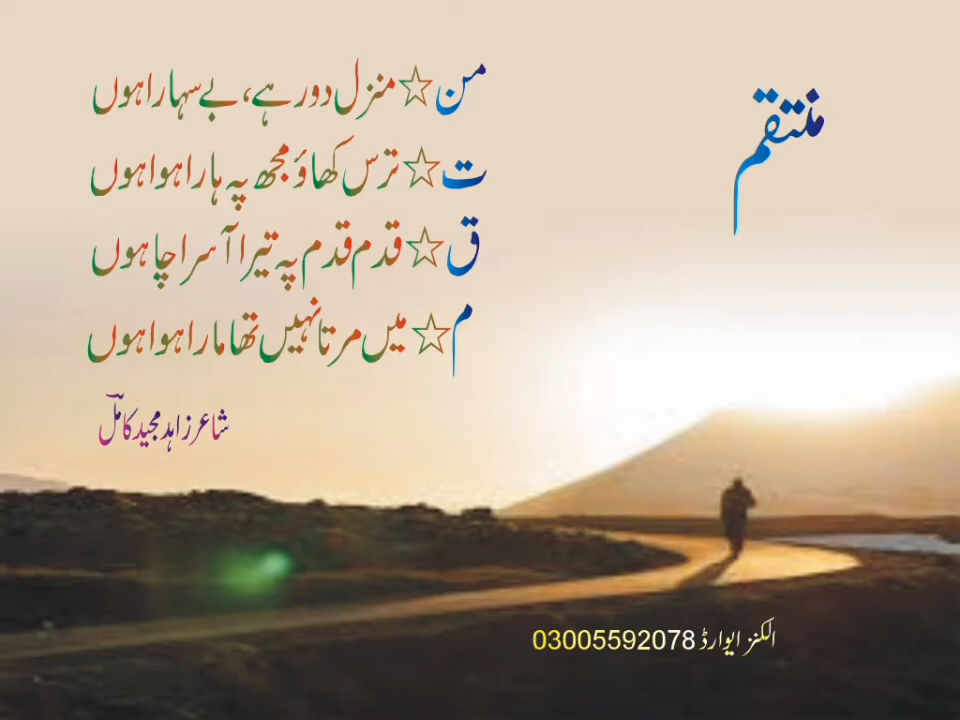 منتقم
من ☆ منزل دور ہے، بے سہارا ہوں
ت ☆ ترس کھاؤ مجھ پہ ہارا ہوا ہوں
ق ☆ قدم قدم پہ تیرا آسرا چاہوں
م ☆ میں مرتا نہیں تھا مارا ہوا ہوں
شاعر زاہد مجید کاملؔ
الکنز ایوارڈ 03005592078